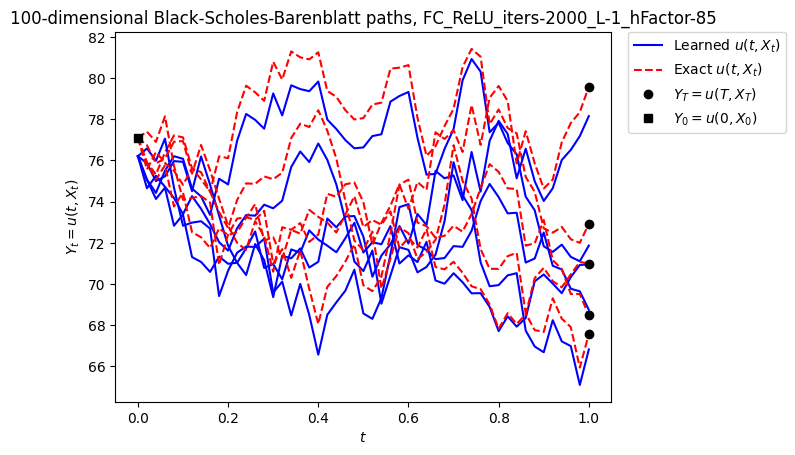 100-dimensional Black-Scholes-Barenblatt paths, FC_ReLU_iters-2000_L-1_hFactor-85
Learned u(t, X_t)
Exact u(t, X_t)
Y_T = u(T, X_T)
Y_0 = u(0, X_0)
Y_t = u(t, X_t)
82
80
78
76
74
72
70
68
66
0.0 0.2 0.4 0.6 0.8 1.0
t